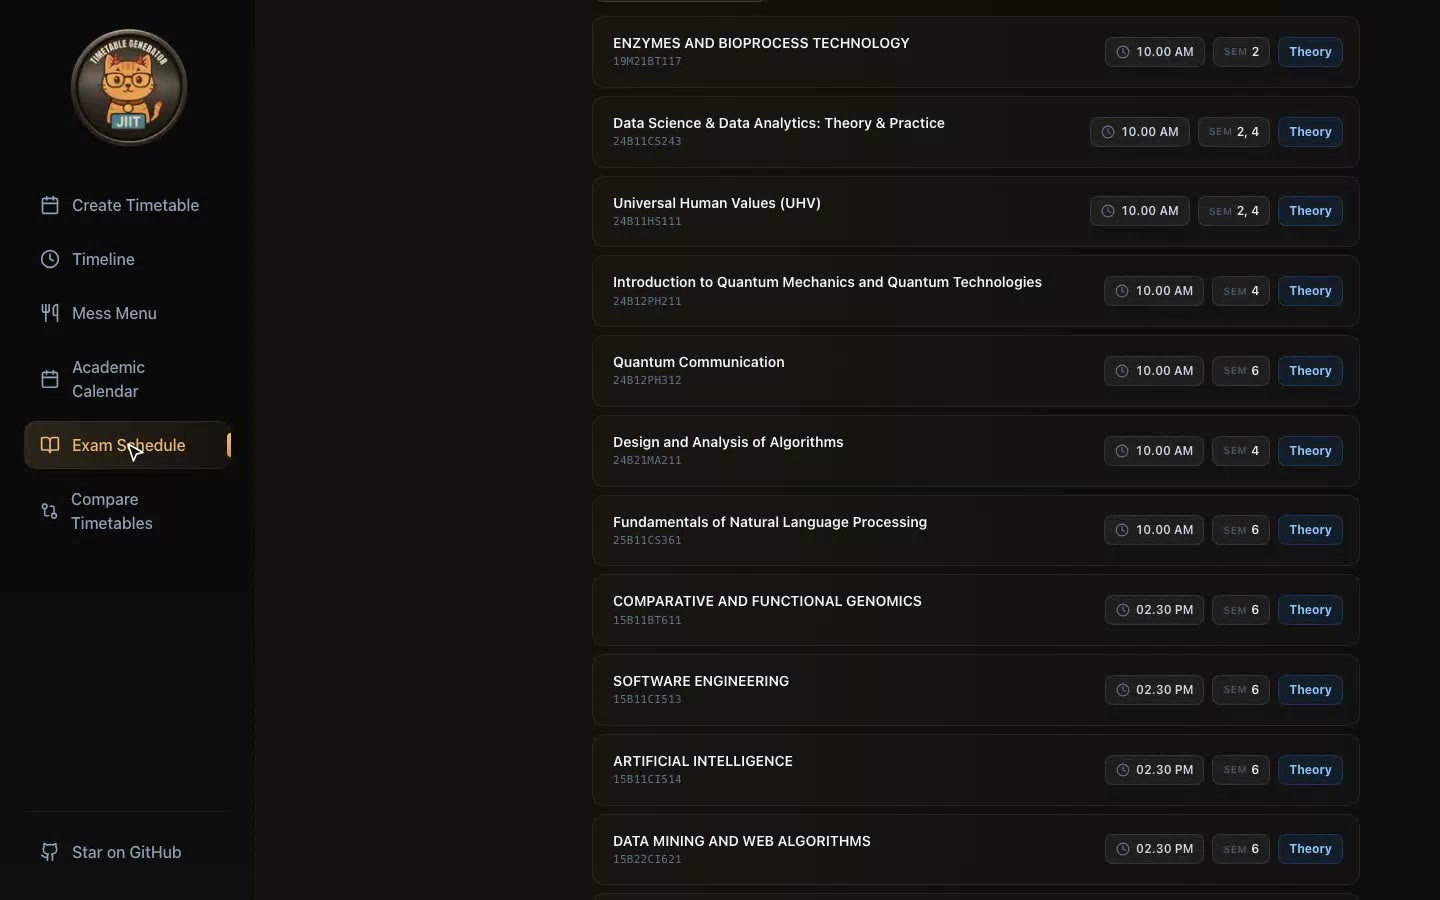 TIMETABLE GENERATOR
JIIT
Create Timetable
Timeline
Mess Menu
Academic
Calendar
Exam Schedule
Compare
Timetables
Star on GitHub
ENZYMES AND BIOPROCESS TECHNOLOGY
19M21BT117
10.00 AM
SEM 2
Theory
Data Science & Data Analytics: Theory & Practice
24B11CS243
10.00 AM
SEM 2, 4
Theory
Universal Human Values (UHV)
24B11HS111
10.00 AM
SEM 2, 4
Theory
Introduction to Quantum Mechanics and Quantum Technologies
24B12PH211
10.00 AM
SEM 4
Theory
Quantum Communication
24B12PH312
10.00 AM
SEM 6
Theory
Design and Analysis of Algorithms
24B21MA211
10.00 AM
SEM 4
Theory
Fundamentals of Natural Language Processing
25B11CS361
10.00 AM
SEM 6
Theory
COMPARATIVE AND FUNCTIONAL GENOMICS
15B11BT611
02.30 PM
SEM 6
Theory
SOFTWARE ENGINEERING
15B11CI513
02.30 PM
SEM 6
Theory
ARTIFICIAL INTELLIGENCE
15B11CI514
02.30 PM
SEM 6
Theory
DATA MINING AND WEB ALGORITHMS
15B22CI621
02.30 PM
SEM 6
Theory